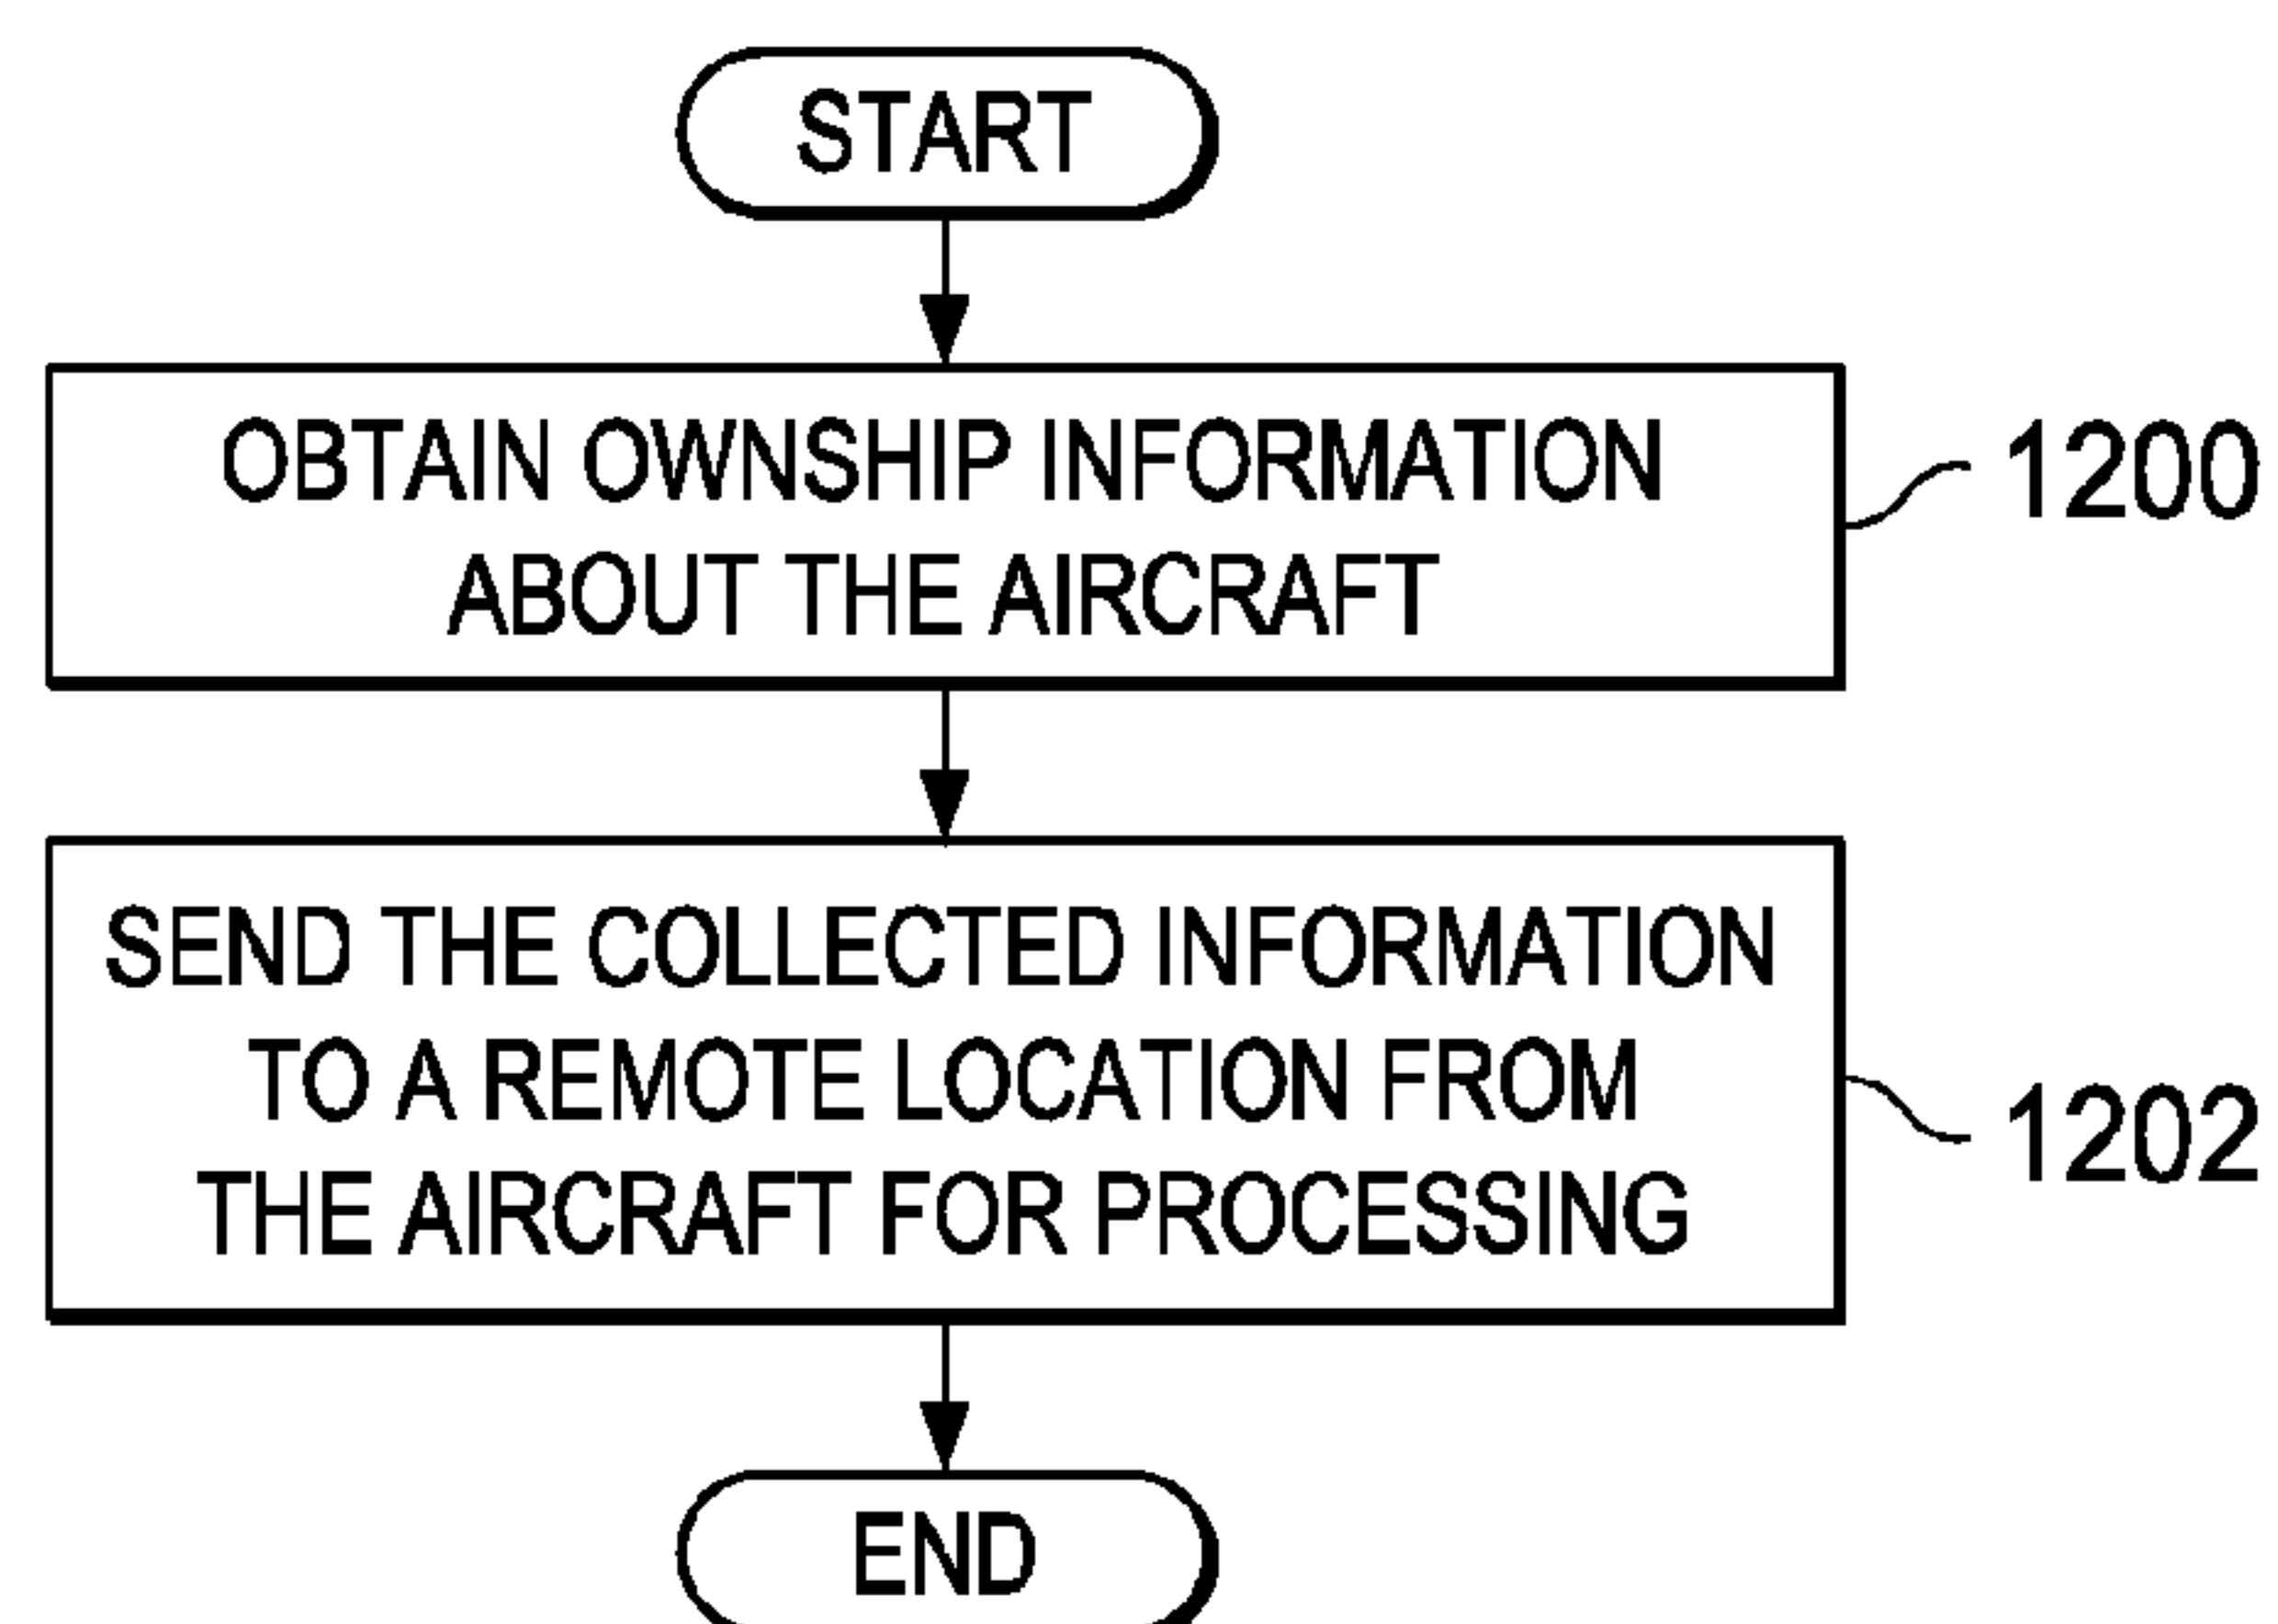 START
OBTAIN OWNSHIP INFORMATION
ABOUT THE AIRCRAFT
1200
SEND THE COLLECTED INFORMATION
TO A REMOTE LOCATION FROM
THE AIRCRAFT FOR PROCESSING
1202
END